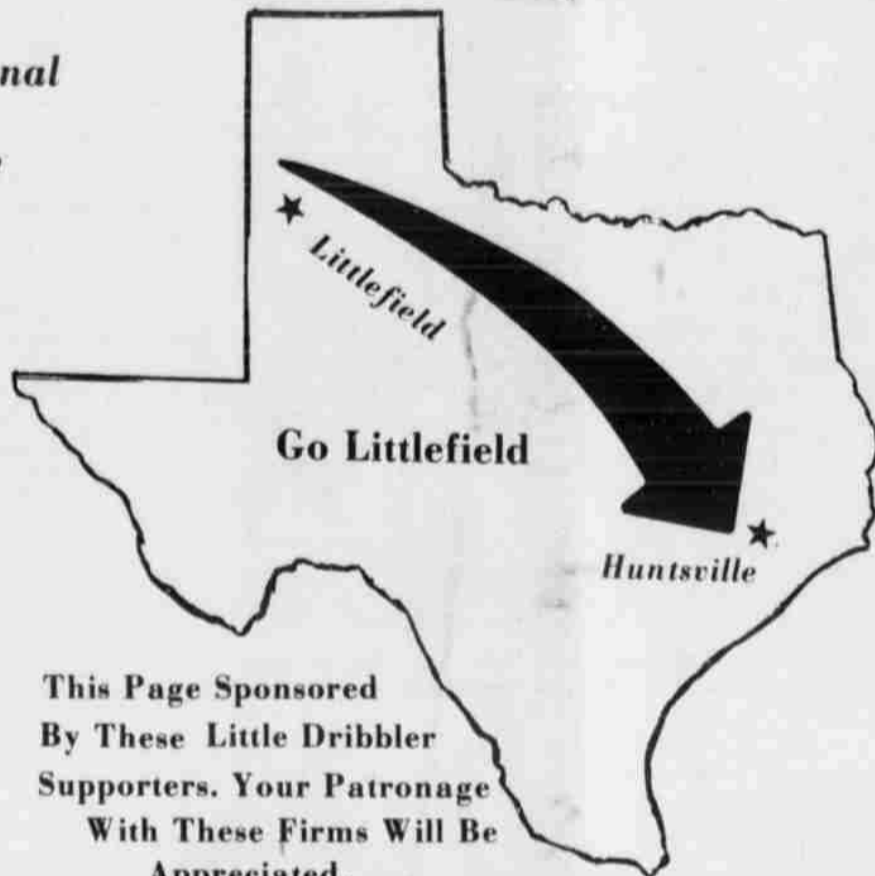 nal
Littlefield
Go Littlefield
Huntsville
This Page Sponsored
By These Little Dribbler
Supporters. Your Patronage
With These Firms Will Be
Appreciated